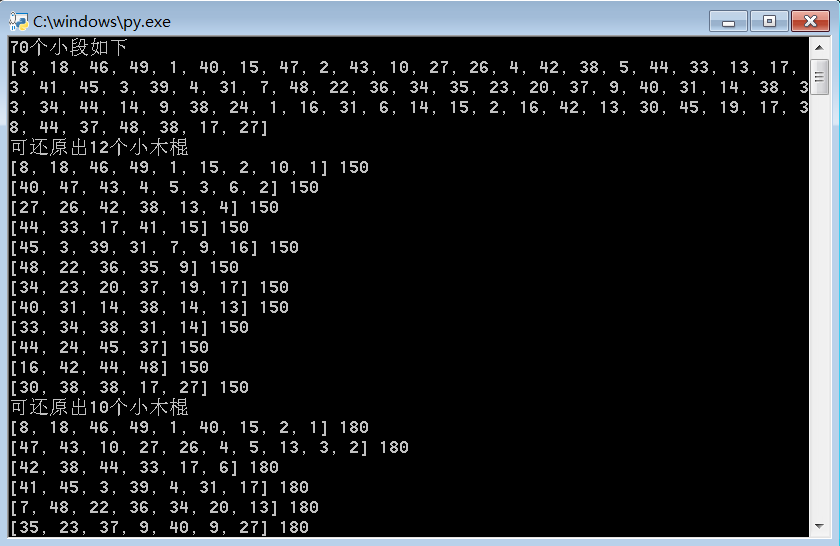 C:\windows\py.exe
70个小段如下
[8, 18, 46, 49, 1, 40, 15, 47, 2, 43, 10, 27, 26, 4, 42, 38, 5, 44, 33, 13, 17,
3, 41, 45, 3, 39, 4, 31, 7, 48, 22, 36, 34, 35, 23, 20, 37, 9, 40, 31, 14, 38, 3
3, 34, 44, 14, 9, 38, 24, 1, 16, 31, 6, 14, 15, 2, 16, 42, 13, 30, 45, 19, 17, 3
8, 44, 37, 48, 38, 17, 27]
可还原出12个小木棍
[8, 18, 46, 49, 1, 15, 2, 10, 1] 150
[40, 47, 43, 4, 5, 3, 6, 2] 150
[27, 26, 42, 38, 13, 4] 150
[44, 33, 17, 41, 15] 150
[45, 3, 39, 31, 7, 9, 16] 150
[48, 22, 36, 35, 9] 150
[34, 23, 20, 37, 19, 17] 150
[40, 31, 14, 38, 14, 13] 150
[33, 34, 38, 31, 14] 150
[44, 24, 45, 37] 150
[16, 42, 44, 48] 150
[30, 38, 38, 17, 27] 150
可还原出10个小木棍
[8, 18, 46, 49, 1, 40, 15, 2, 1] 180
[47, 43, 10, 27, 26, 4, 5, 13, 3, 2] 180
[42, 38, 44, 33, 17, 6] 180
[41, 45, 3, 39, 4, 31, 17] 180
[7, 48, 22, 36, 34, 20, 13] 180
[35, 23, 37, 9, 40, 9, 27] 180